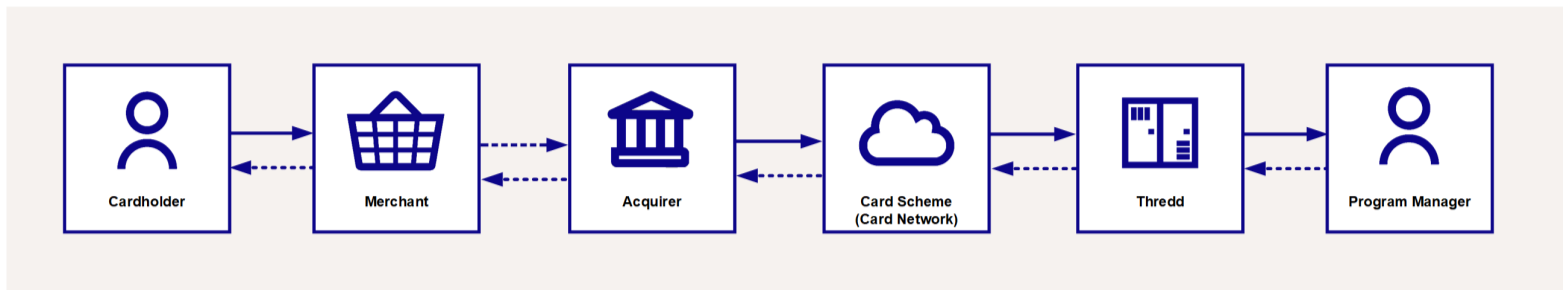 Cardholder
Merchant
Acquirer
Card Scheme
(Card Network)
Thredd
Program Manager